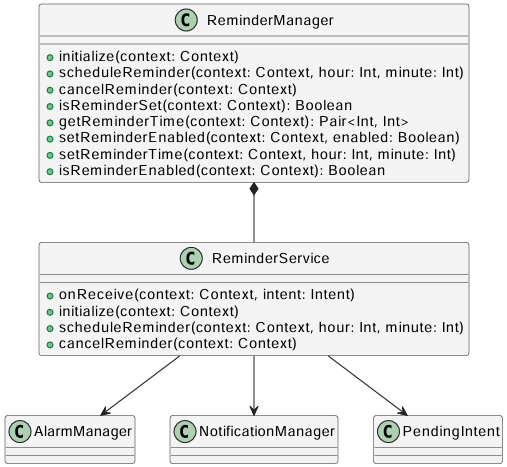 C ReminderManager
initialize(context: Context)
scheduleReminder(context: Context, hour: Int, minute: Int)
cancelReminder(context: Context)
isReminderSet(context: Context): Boolean
getReminderTime(context: Context): Pair<Int, Int>
setReminderEnabled(context: Context, enabled: Boolean)
setReminderTime(context: Context, hour: Int, minute: Int)
isReminderEnabled(context: Context): Boolean
C ReminderService
onReceive(context: Context, intent: Intent)
initialize(context: Context)
scheduleReminder(context: Context, hour: Int, minute: Int)
cancelReminder(context: Context)
C AlarmManager
C NotificationManager
C PendingIntent